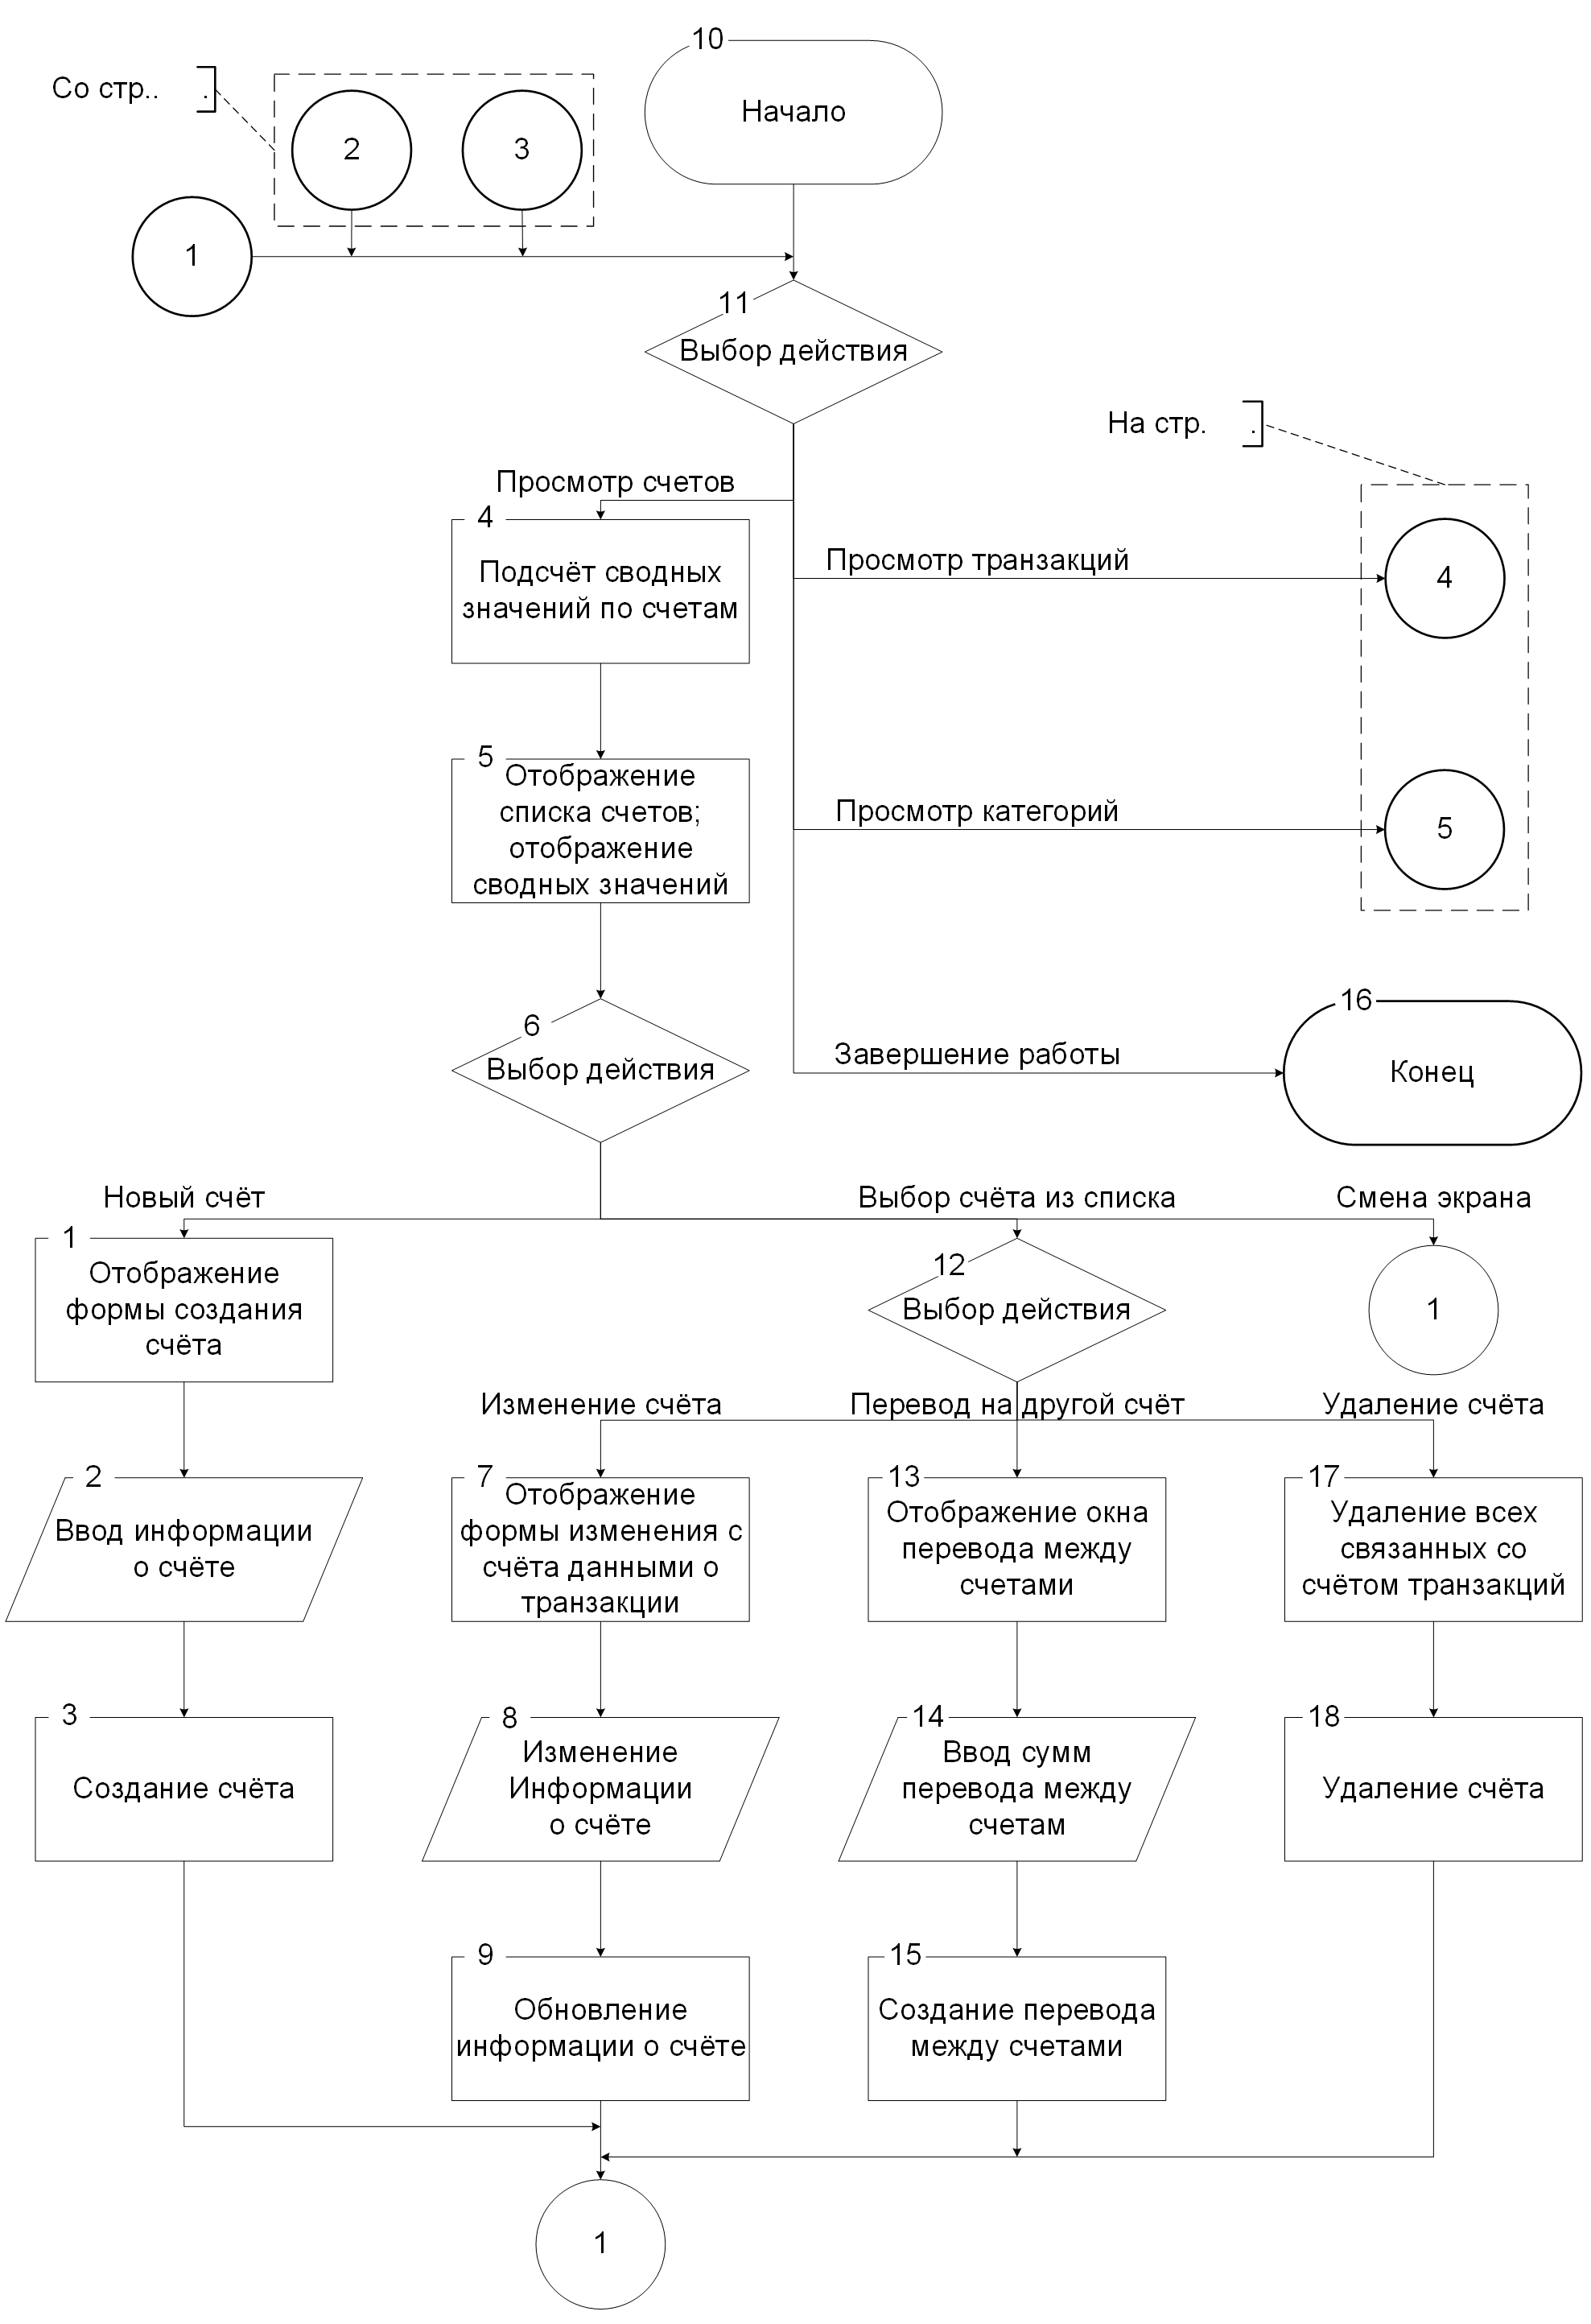 10
Со стр.. .
2
3
Начало
1
11
Выбор действия
На стр. .
Просмотр счетов
4
Подсчёт сводных
значений по счетам
Просмотр транзакций
4
5
Отображение
списка счетов;
отображение
сводных значений
Просмотр категорий
5
6
Выбор действия
Завершение работы
16
Конец
Новый счёт
Выбор счёта из списка
Смена экрана
1
Отображение
формы создания
счёта
12
Выбор действия
1
Изменение счёта
Перевод на другой счёт
Удаление счёта
2
Ввод информации
о счёте
7
Отображение
формы изменения с
счёта данными о
транзакции
13
Отображение окна
перевода между
счетами
17
Удаление всех
связанных со
счётом транзакций
3
Создание счёта
8
Изменение
Информации
о счёте
14
Ввод сумм
перевода между
счетам
18
Удаление счёта
9
Обновление
информации о счёте
15
Создание перевода
между счетами
1